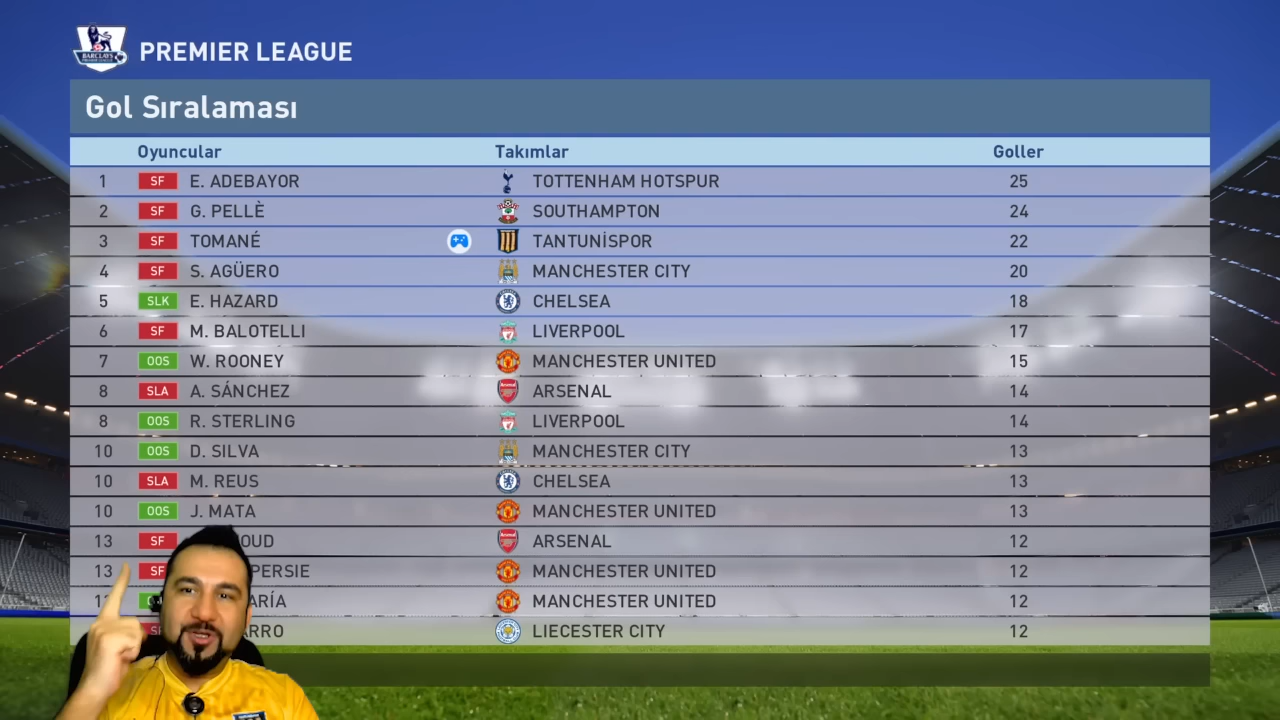 PREMIER LEAGUE
Gol Sıralaması
Oyuncular Takımlar Goller
1 SF E. ADEBAYOR TOTTENHAM HOTSPUR 25
2 SF G. PELLÈ SOUTHAMPTON 24
3 SF TOMANÉ TANTUNİSPOR 22
4 SF S. AGÜERO MANCHESTER CITY 20
5 SLK E. HAZARD CHELSEA 18
6 SF M. BALOTELLI LIVERPOOL 17
7 OOS W. ROONEY MANCHESTER UNITED 15
8 SLA A. SÁNCHEZ ARSENAL 14
8 OOS R. STERLING LIVERPOOL 14
10 OOS D. SILVA MANCHESTER CITY 13
10 SLA M. REUS CHELSEA 13
10 OOS J. MATA MANCHESTER UNITED 13
13 SF ARSENAL 12
13 SF PERSIE MANCHESTER UNITED 12
MANCHESTER UNITED 12
LIECESTER CITY 12